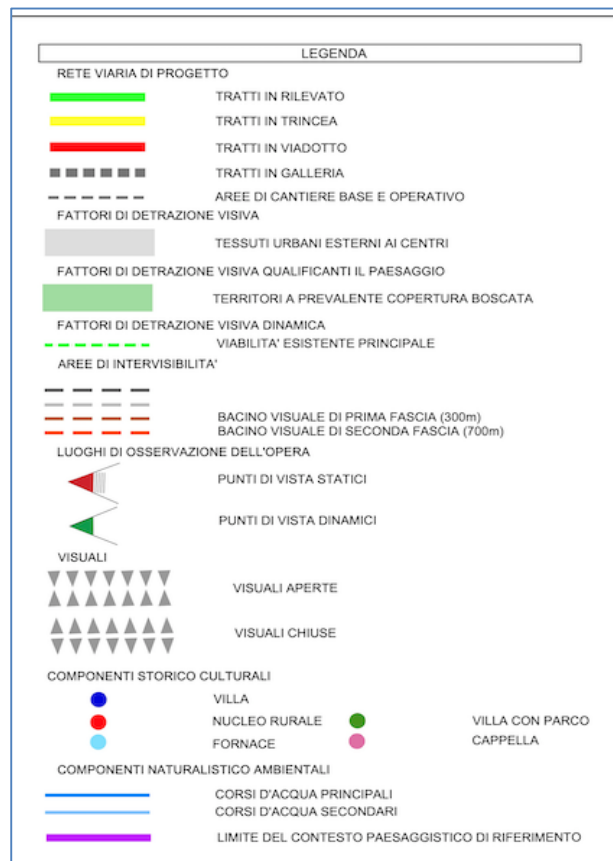 LEGENDA
RETE VIARIA DI PROGETTO
TRATTI IN RILEVATO
TRATTI IN TRINCEA
TRATTI IN VIADOTTO
TRATTI IN GALLERIA
AREE DI CANTIERE BASE E OPERATIVO
FATTORI DI DETRAZIONE VISIVA
TESSUTI URBANI ESTERNI AI CENTRI
FATTORI DI DETRAZIONE VISIVA QUALIFICANTI IL PAESAGGIO
TERRITORI A PREVALENTE COPERTURA BOSCATA
FATTORI DI DETRAZIONE VISIVA DINAMICA
VIABILITA' ESISTENTE PRINCIPALE
AREE DI INTERVISIBILITA'
BACINO VISUALE DI PRIMA FASCIA (300m)
BACINO VISUALE DI SECONDA FASCIA (700m)
LUOGHI DI OSSERVAZIONE DELL'OPERA
PUNTI DI VISTA STATICI
PUNTI DI VISTA DINAMICI
VISUALI
VISUALI APERTE
VISUALI CHIUSE
COMPONENTI STORICO CULTURALI
VILLA
NUCLEO RURALE VILLA CON PARCO
FORNACE CAPPELLA
COMPONENTI NATURALISTICO AMBIENTALI
CORSI D'ACQUA PRINCIPALI
CORSI D'ACQUA SECONDARI
LIMITE DEL CONTESTO PAESAGGISTICO DI RIFERIMENTO